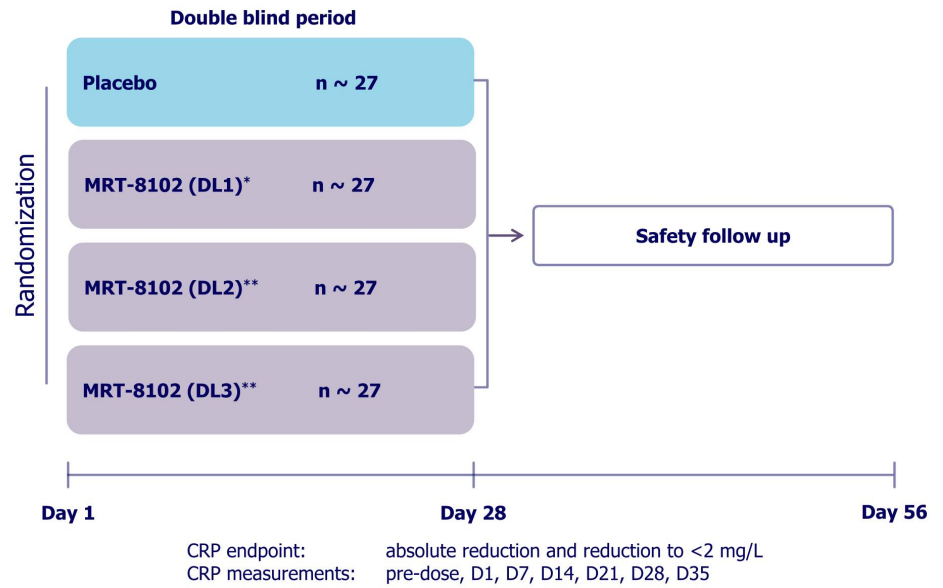 Double blind period
Randomization
Placebo n ~ 27
MRT-8102 (DL1)* n ~ 27
MRT-8102 (DL2)** n ~ 27
MRT-8102 (DL3)** n ~ 27
Safety follow up
Day 1 Day 28 Day 56
CRP endpoint: absolute reduction and reduction to <2 mg/L
CRP measurements: pre-dose, D1, D7, D14, D21, D28, D35